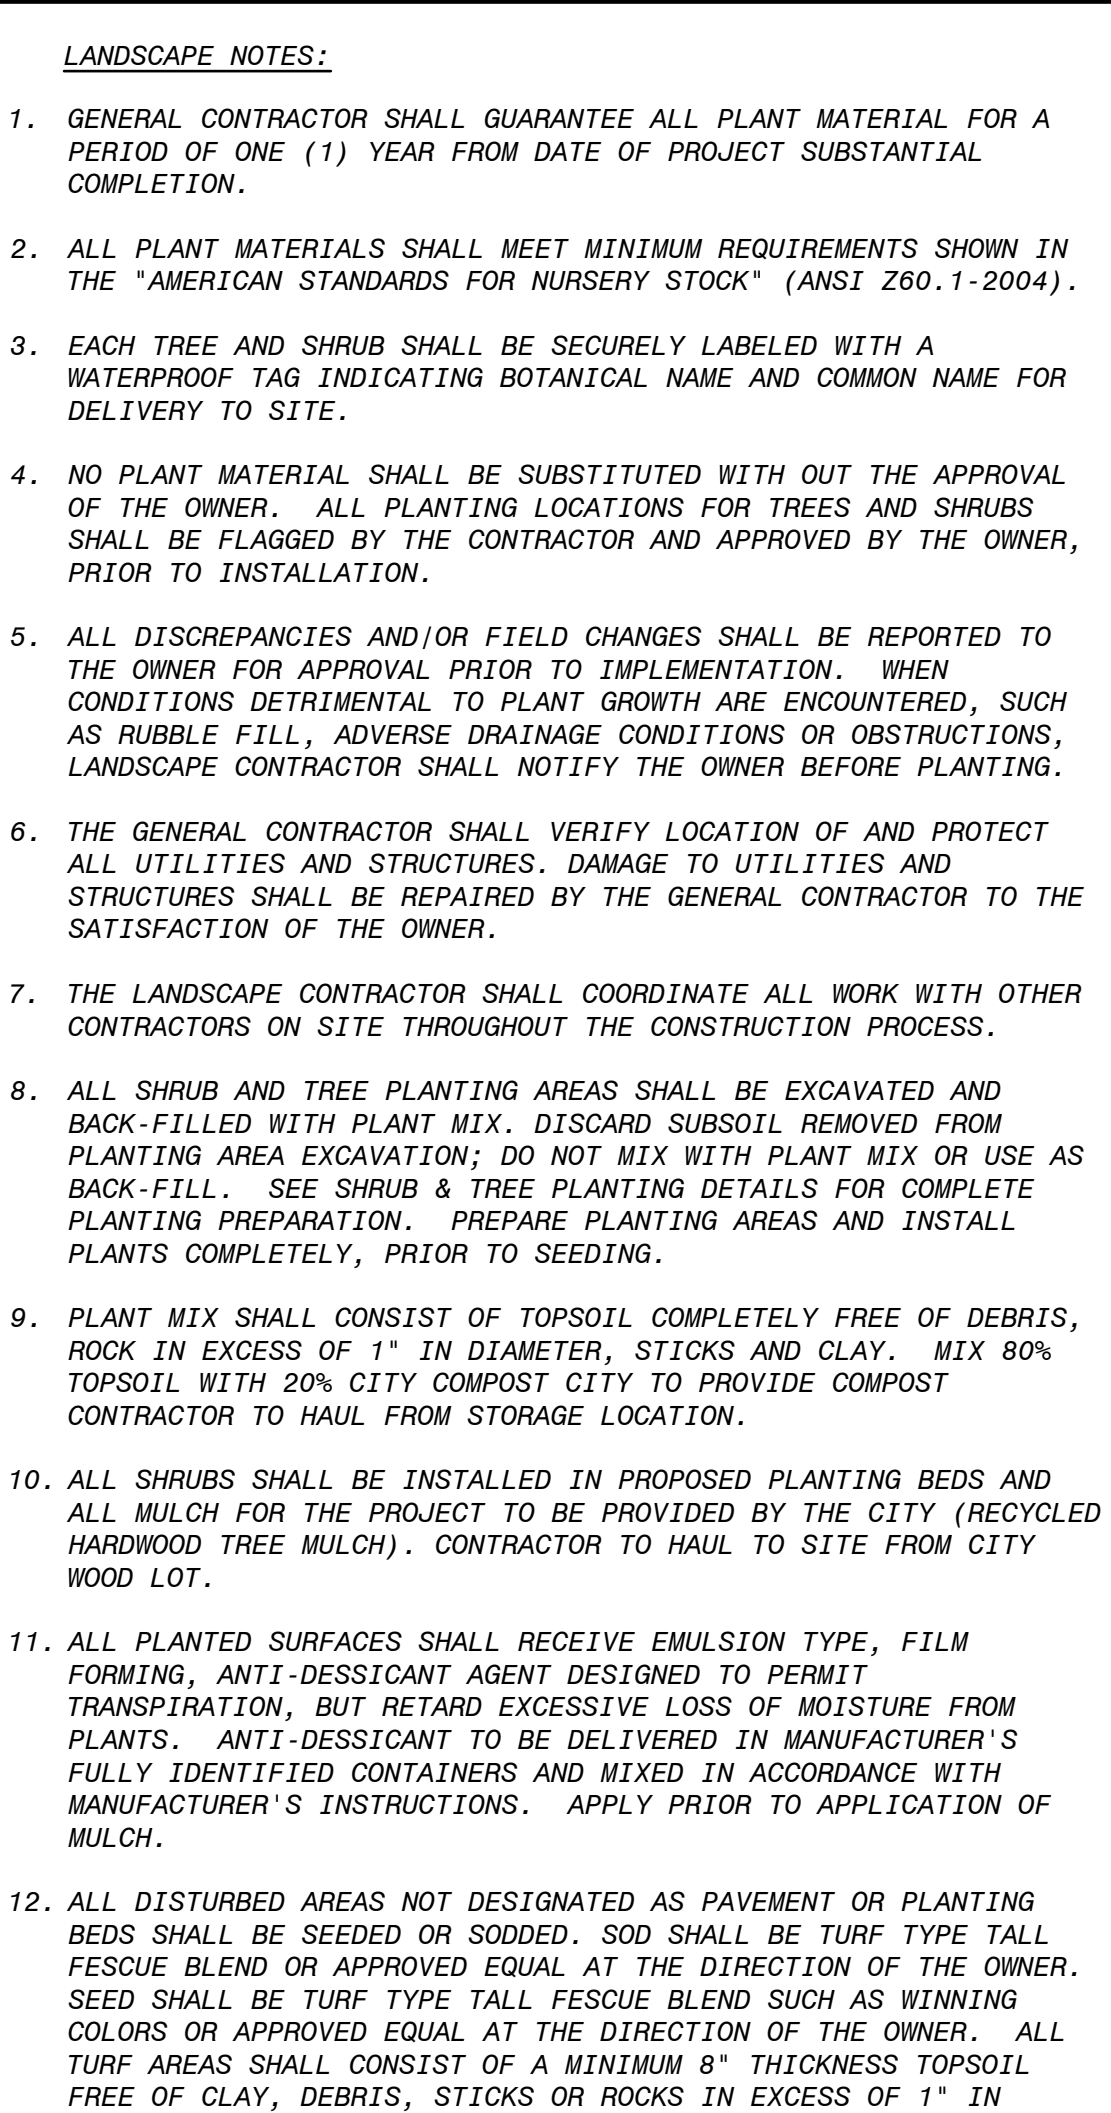 LANDSCAPE NOTES:
1. GENERAL CONTRACTOR SHALL GUARANTEE ALL PLANT MATERIAL FOR A
PERIOD OF ONE (1) YEAR FROM DATE OF PROJECT SUBSTANTIAL
COMPLETION.
2. ALL PLANT MATERIALS SHALL MEET MINIMUM REQUIREMENTS SHOWN IN
THE "AMERICAN STANDARDS FOR NURSERY STOCK" (ANSI Z60.1-2004).
3. EACH TREE AND SHRUB SHALL BE SECURELY LABELED WITH A
WATERPROOF TAG INDICATING BOTANICAL NAME AND COMMON NAME FOR
DELIVERY TO SITE.
4. NO PLANT MATERIAL SHALL BE SUBSTITUTED WITH OUT THE APPROVAL
OF THE OWNER. ALL PLANTING LOCATIONS FOR TREES AND SHRUBS
SHALL BE FLAGGED BY THE CONTRACTOR AND APPROVED BY THE OWNER,
PRIOR TO INSTALLATION.
5. ALL DISCREPANCIES AND/OR FIELD CHANGES SHALL BE REPORTED TO
THE OWNER FOR APPROVAL PRIOR TO IMPLEMENTATION. WHEN
CONDITIONS DETRIMENTAL TO PLANT GROWTH ARE ENCOUNTERED, SUCH
AS RUBBLE FILL, ADVERSE DRAINAGE CONDITIONS OR OBSTRUCTIONS,
LANDSCAPE CONTRACTOR SHALL NOTIFY THE OWNER BEFORE PLANTING.
6. THE GENERAL CONTRACTOR SHALL VERIFY LOCATION OF AND PROTECT
ALL UTILITIES AND STRUCTURES. DAMAGE TO UTILITIES AND
STRUCTURES SHALL BE REPAIRED BY THE GENERAL CONTRACTOR TO THE
SATISFACTION OF THE OWNER.
7. THE LANDSCAPE CONTRACTOR SHALL COORDINATE ALL WORK WITH OTHER
CONTRACTORS ON SITE THROUGHOUT THE CONSTRUCTION PROCESS.
8. ALL SHRUB AND TREE PLANTING AREAS SHALL BE EXCAVATED AND
BACK-FILLED WITH PLANT MIX. DISCARD SUBSOIL REMOVED FROM
PLANTING AREA EXCAVATION; DO NOT MIX WITH PLANT MIX OR USE AS
BACK-FILL. SEE SHRUB & TREE PLANTING DETAILS FOR COMPLETE
PLANTING PREPARATION. PREPARE PLANTING AREAS AND INSTALL
PLANTS COMPLETELY, PRIOR TO SEEDING.
9. PLANT MIX SHALL CONSIST OF TOPSOIL COMPLETELY FREE OF DEBRIS,
ROCK IN EXCESS OF 1" IN DIAMETER, STICKS AND CLAY. MIX 80%
TOPSOIL WITH 20% CITY COMPOST CITY TO PROVIDE COMPOST
CONTRACTOR TO HAUL FROM STORAGE LOCATION.
10. ALL SHRUBS SHALL BE INSTALLED IN PROPOSED PLANTING BEDS AND
ALL MULCH FOR THE PROJECT TO BE PROVIDED BY THE CITY (RECYCLED
HARDWOOD TREE MULCH). CONTRACTOR TO HAUL TO SITE FROM CITY
WOOD LOT.
11. ALL PLANTED SURFACES SHALL RECEIVE EMULSION TYPE, FILM
FORMING, ANTI-DESSICANT AGENT DESIGNED TO PERMIT
TRANSPIRATION, BUT RETARD EXCESSIVE LOSS OF MOISTURE FROM
PLANTS. ANTI-DESSICANT TO BE DELIVERED IN MANUFACTURER'S
FULLY IDENTIFIED CONTAINERS AND MIXED IN ACCORDANCE WITH
MANUFACTURER'S INSTRUCTIONS. APPLY PRIOR TO APPLICATION OF
MULCH.
12. ALL DISTURBED AREAS NOT DESIGNATED AS PAVEMENT OR PLANTING
BEDS SHALL BE SEEDED OR SODDED. SOD SHALL BE TURF TYPE TALL
FESCUE BLEND OR APPROVED EQUAL AT THE DIRECTION OF THE OWNER.
SEED SHALL BE TURF TYPE TALL FESCUE BLEND SUCH AS WINNING
COLORS OR APPROVED EQUAL AT THE DIRECTION OF THE OWNER. ALL
TURF AREAS SHALL CONSIST OF A MINIMUM 8" THICKNESS TOPSOIL
FREE OF CLAY, DEBRIS, STICKS OR ROCKS IN EXCESS OF 1" IN